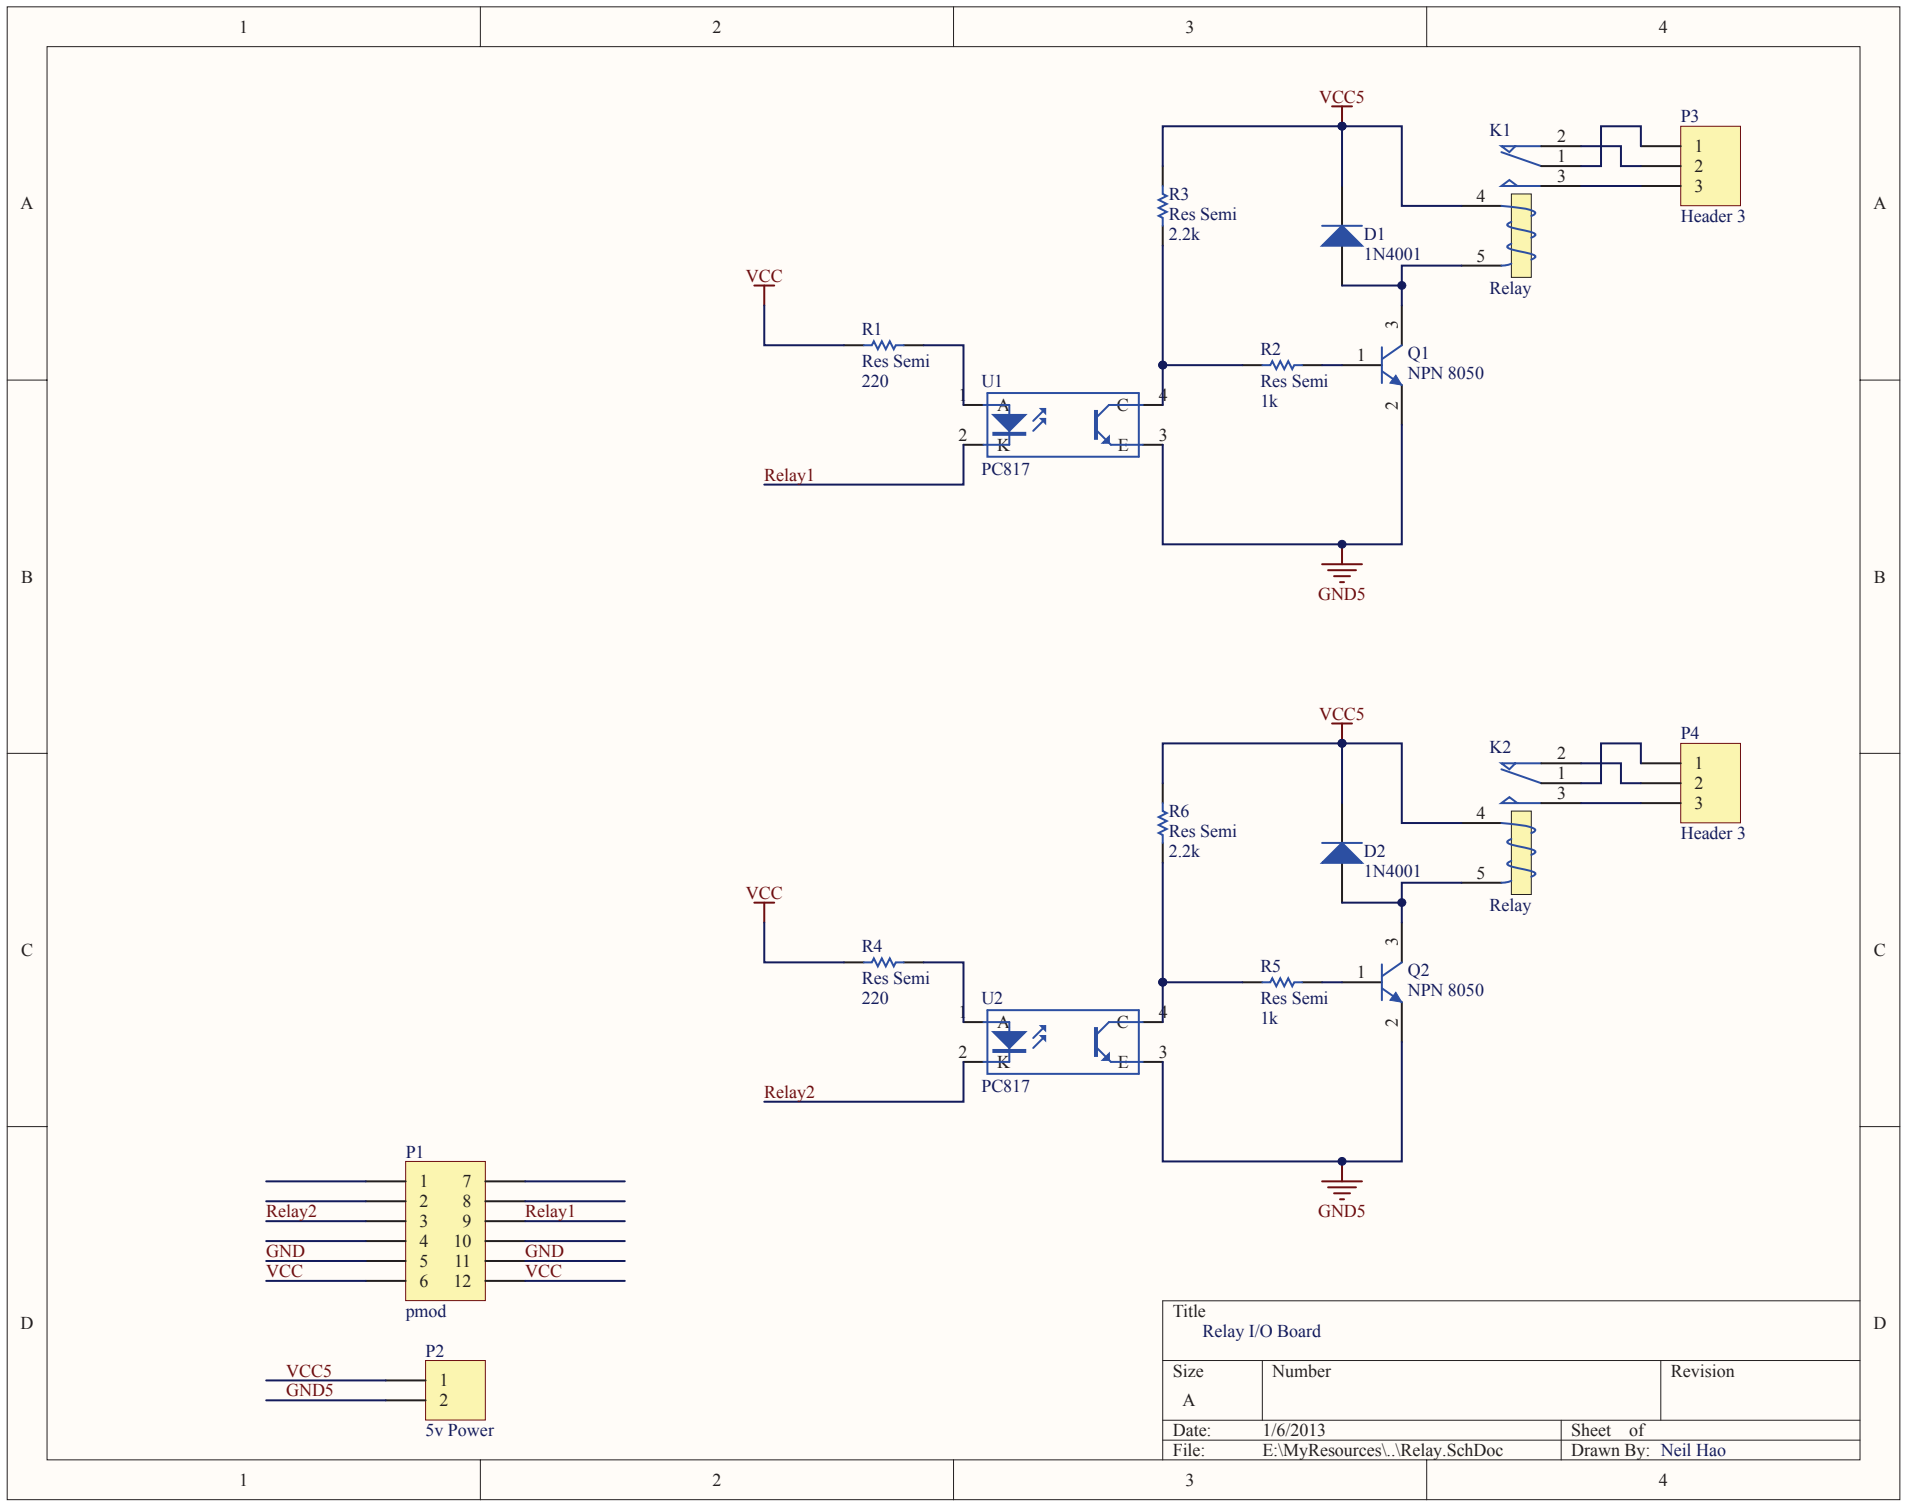 1 2 3 4
A A
B B
C C
D D
VCC5
R3
Res Semi
2.2k
D1
1N4001
K1
2
1
3
4
5
Relay
P3
1
2
3
Header 3
VCC
R1
Res Semi
220
R2
Res Semi
1k
1
3
2
Q1
NPN 8050
U1
1
2
A
K
C
E
4
3
PC817
Relay1
GND5
VCC5
R6
Res Semi
2.2k
D2
1N4001
K2
2
1
3
4
5
Relay
P4
1
2
3
Header 3
VCC
R4
Res Semi
220
R5
Res Semi
1k
1
3
2
Q2
NPN 8050
U2
1
2
A
K
C
E
4
3
PC817
Relay2
GND5
P1
1 7
2 8
Relay2 3 9 Relay1
4 10
GND 5 11 GND
VCC 6 12 VCC
pmod
P2
VCC5 1
GND5 2
5v Power
Title
Relay I/O Board
Size Number Revision
A
Date: 1/6/2013 Sheet of
File: E:\MyResources\..\Relay.SchDoc Drawn By: Neil Hao
1 2 3 4